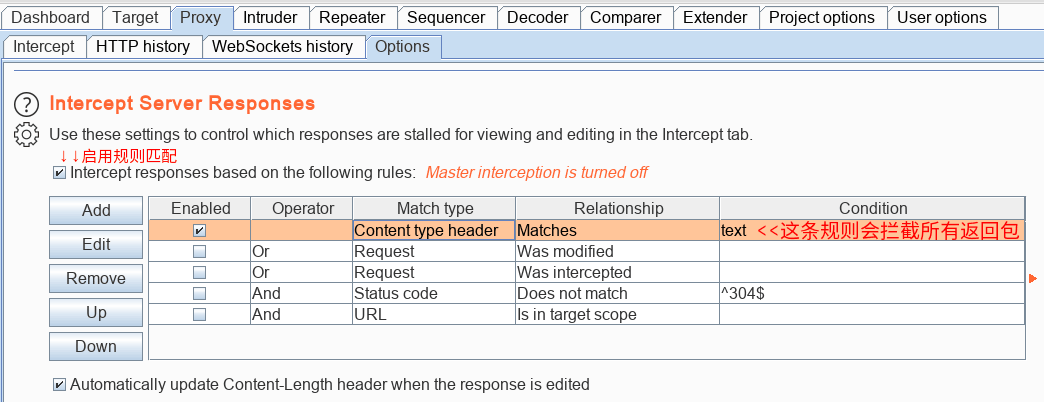 Dashboard Target Proxy Intruder Repeater Sequencer Decoder Comparer Extender Project options User options
Intercept HTTP history WebSockets history Options
? Intercept Server Responses
Use these settings to control which responses are stalled for viewing and editing in the Intercept tab.
↓↓启用规则匹配
Intercept responses based on the following rules: Master interception is turned off
Add
Edit
Remove
Up
Down
Enabled Operator Match type Relationship Condition
Content type header Matches text <<这条规则会拦截所有返回包
Or Request Was modified
Or Request Was intercepted
And Status code Does not match ^304$
And URL Is in target scope
Automatically update Content-Length header when the response is edited